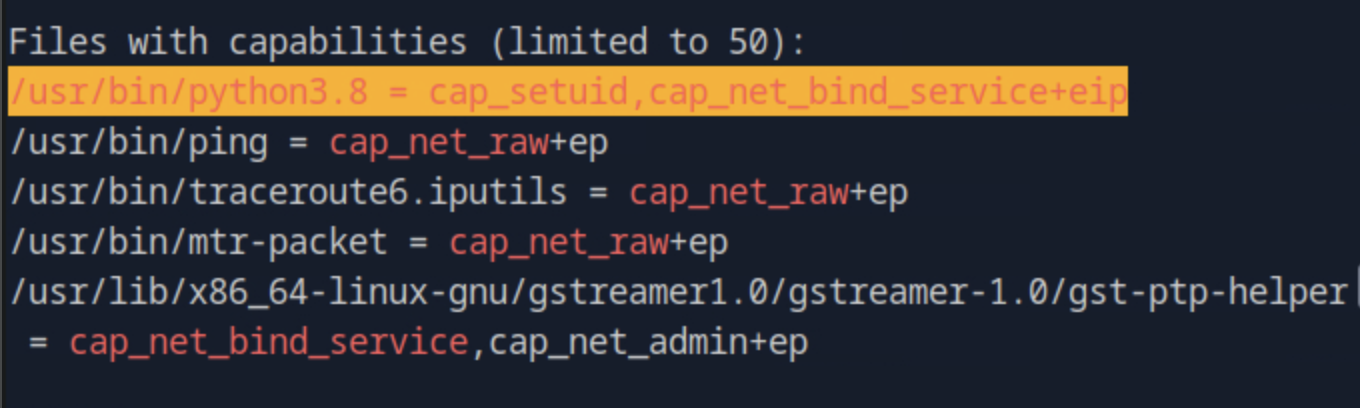 Files with capabilities (limited to 50):
/usr/bin/python3.8 = cap_setuid,cap_net_bind_service+eip
/usr/bin/ping = cap_net_raw+ep
/usr/bin/traceroute6.iputils = cap_net_raw+ep
/usr/bin/mtr-packet = cap_net_raw+ep
/usr/lib/x86_64-linux-gnu/gstreamer1.0/gstreamer-1.0/gst-ptp-helper
= cap_net_bind_service,cap_net_admin+ep